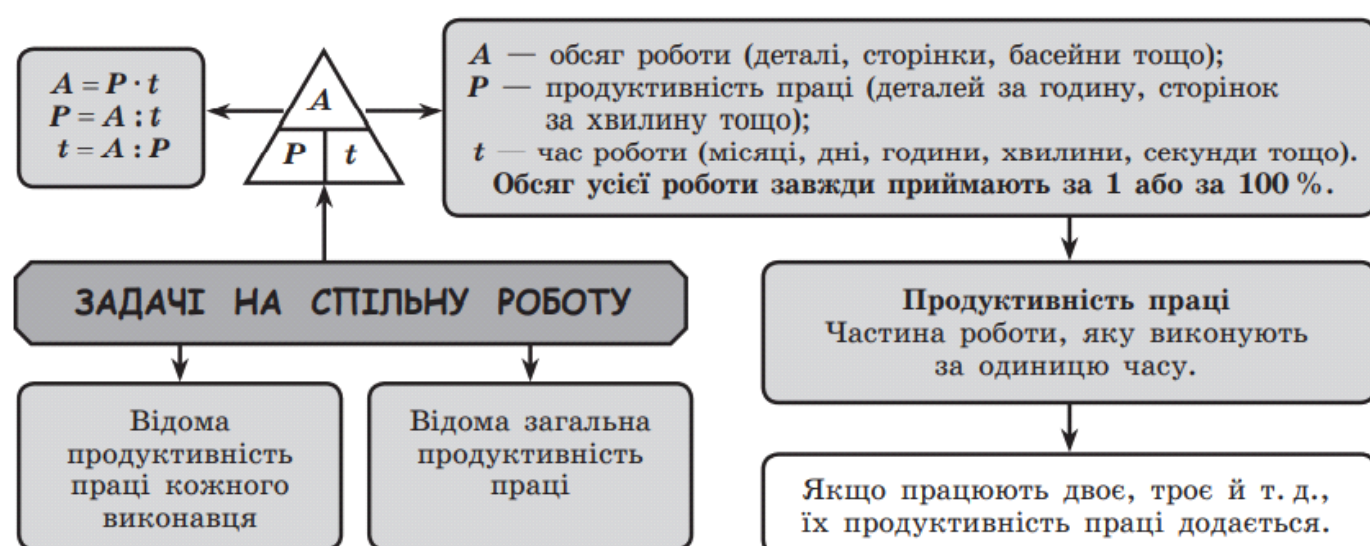 A = P · t
P = A : t
t = A : P
A
P t
A — обсяг роботи (деталі, сторінки, басейни тощо);
P — продуктивність праці (деталей за годину, сторінок
за хвилину тощо);
t — час роботи (місяці, дні, години, хвилини, секунди тощо).
Обсяг усієї роботи завжди приймають за 1 або за 100 %.
ЗАДАЧІ НА СПІЛЬНУ РОБОТУ
Відома
продуктивність
праці кожного
виконавця
Відома загальна
продуктивність
праці
Продуктивність праці
Частина роботи, яку виконують
за одиницю часу.
Якщо працюють двоє, троє й т. д.,
їх продуктивність праці додається.